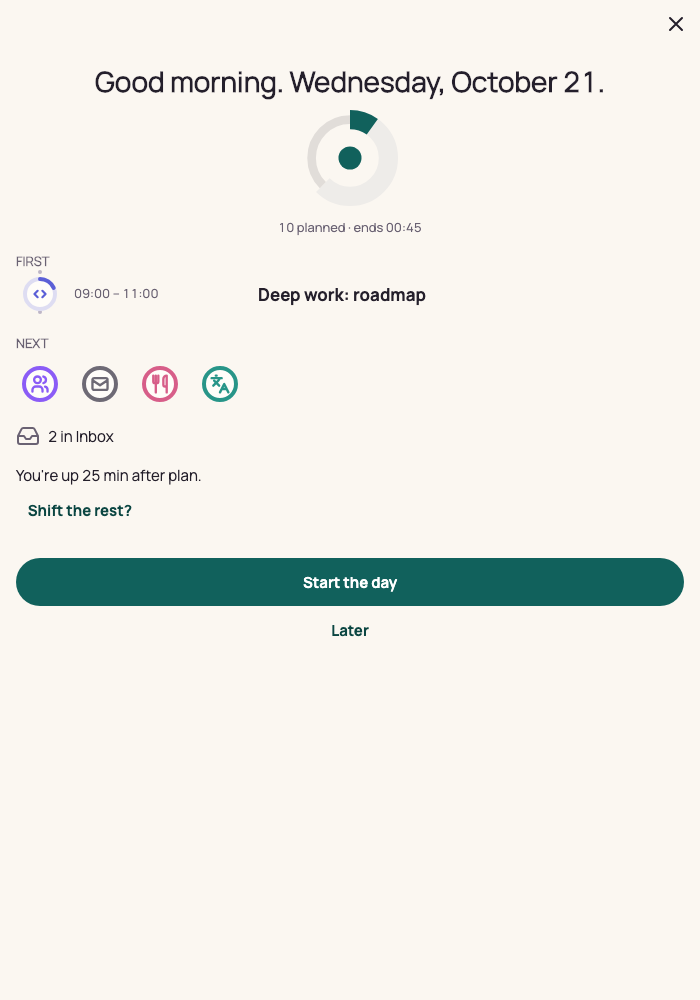 Good morning. Wednesday, October 21.
10 planned · ends 00:45
FIRST
09:00 – 11:00
Deep work: roadmap
NEXT
2 in Inbox
You're up 25 min after plan.
Shift the rest?
Start the day
Later